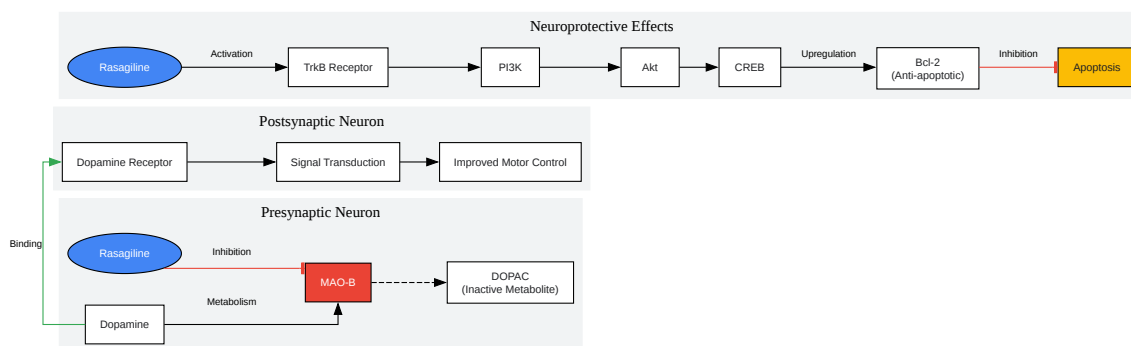 Neuroprotective Effects
Rasagiline
Activation
TrkB Receptor
PI3K
Akt
CREB
Upregulation
Bcl-2
(Anti-apoptotic)
Inhibition
Apoptosis
Postsynaptic Neuron
Dopamine Receptor
Signal Transduction
Improved Motor Control
Binding
Presynaptic Neuron
Rasagiline
Inhibition
MAO-B
DOPAC
(Inactive Metabolite)
Metabolism
Dopamine